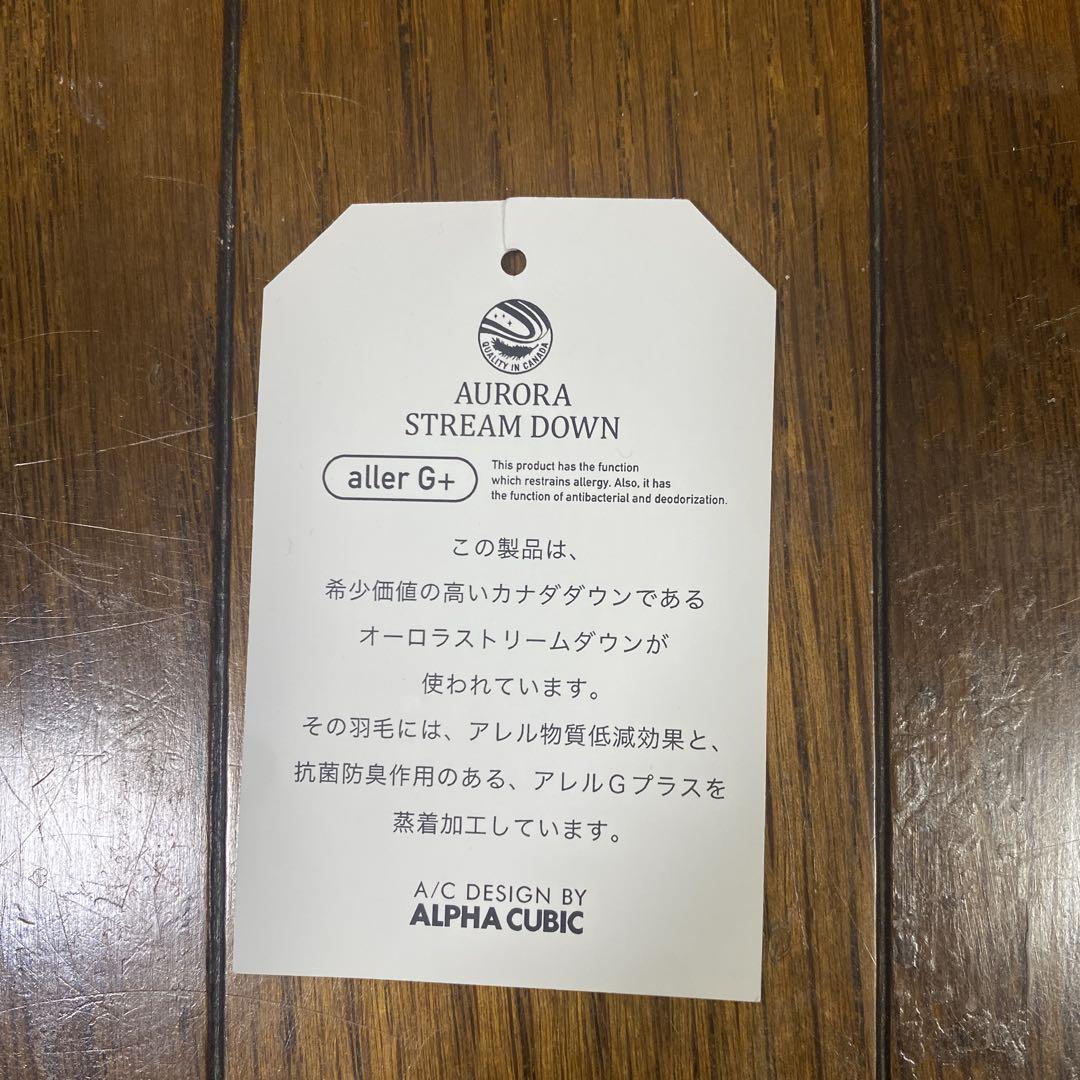 QUALITY IN CANADA
AURORA
STREAM DOWN
aller G+
This product has the function
which restrains allergy. Also, it has
the function of antibacterial and deodorization.
この製品は、
希少価値の高いカナダダウンである
オーロラストリームダウンが
使われています。
その羽毛には、アレル物質低減効果と、
抗菌防臭作用のある、アレルGプラスを
蒸着加工しています。
A/C DESIGN BY
ALPHA CUBIC